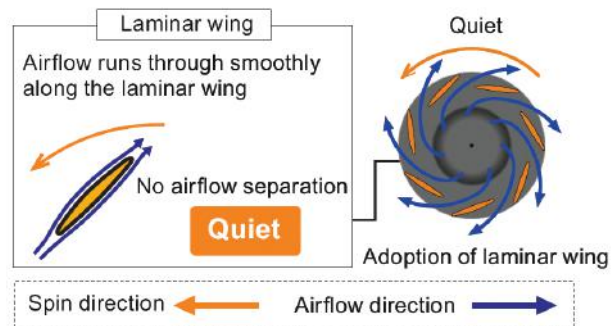 Laminar wing
Airflow runs through smoothly
along the laminar wing
No airflow separation
Quiet
Quiet
Adoption of laminar wing
Spin direction
Airflow direction